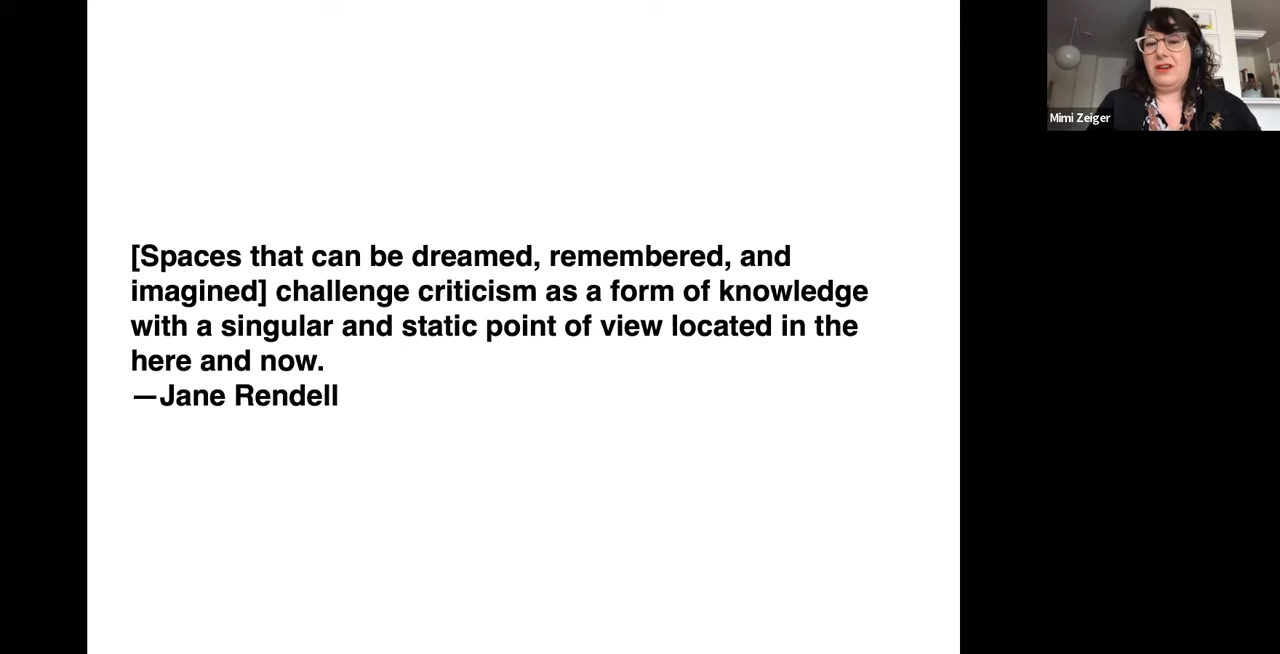 [Spaces that can be dreamed, remembered, and
imagined] challenge criticism as a form of knowledge
with a singular and static point of view located in the
here and now.
—Jane Rendell
Mimi Zeiger